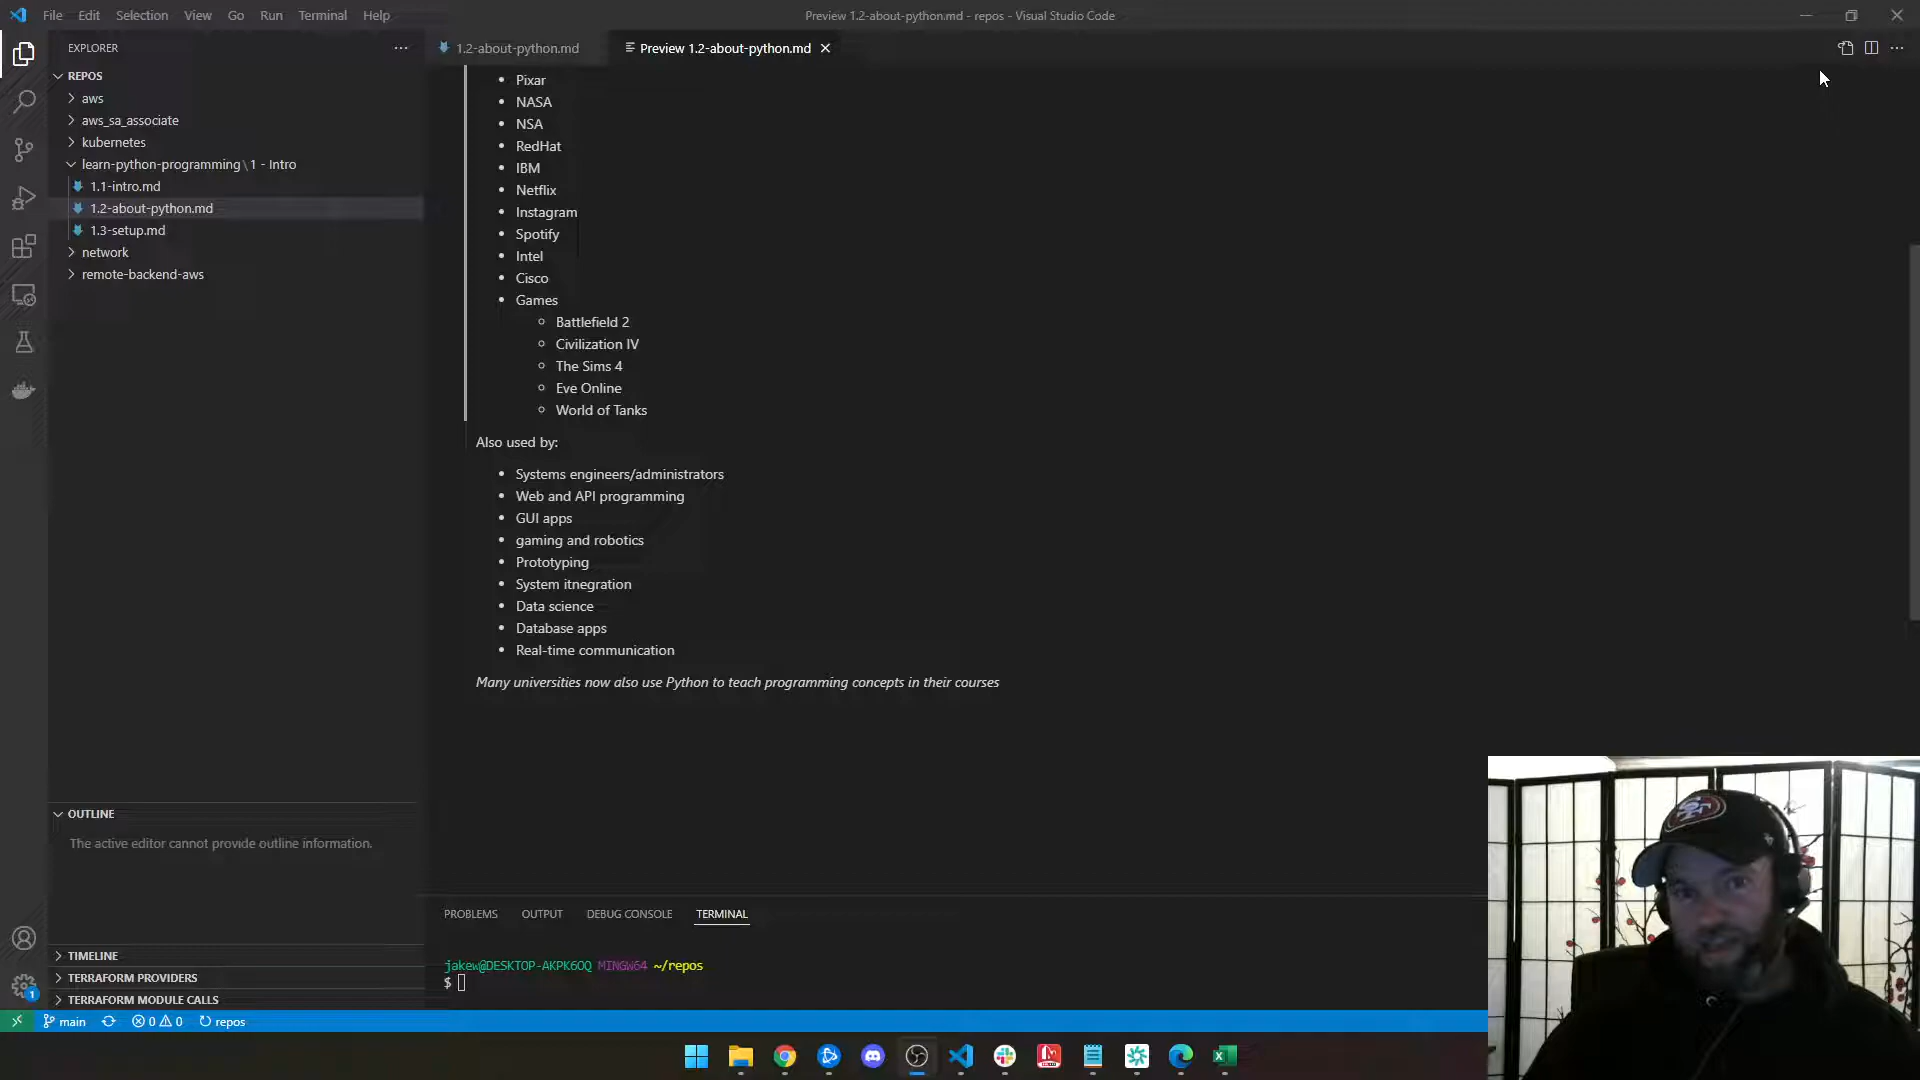 File Edit Selection View Go Run Terminal Help
Preview 1.2-about-python.md - repos - Visual Studio Code
EXPLORER
REPOS
aws
aws_sa_associate
kubernetes
learn-python-programming \ 1 - Intro
1.1-intro.md
1.2-about-python.md
1.3-setup.md
network
remote-backend-aws
OUTLINE
The active editor cannot provide outline information.
TIMELINE
TERRAFORM PROVIDERS
TERRAFORM MODULE CALLS
1.2-about-python.md
Preview 1.2-about-python.md
Pixar
NASA
NSA
RedHat
IBM
Netflix
Instagram
Spotify
Intel
Cisco
Games
Battlefield 2
Civilization IV
The Sims 4
Eve Online
World of Tanks
Also used by:
Systems engineers/administrators
Web and API programming
GUI apps
gaming and robotics
Prototyping
System itnegration
Data science
Database apps
Real-time communication
Many universities now also use Python to teach programming concepts in their courses
PROBLEMS OUTPUT DEBUG CONSOLE TERMINAL
jakew@DESKTOP-AKPK6OQ MINGW64 ~/repos
$
1
main 0 0 repos